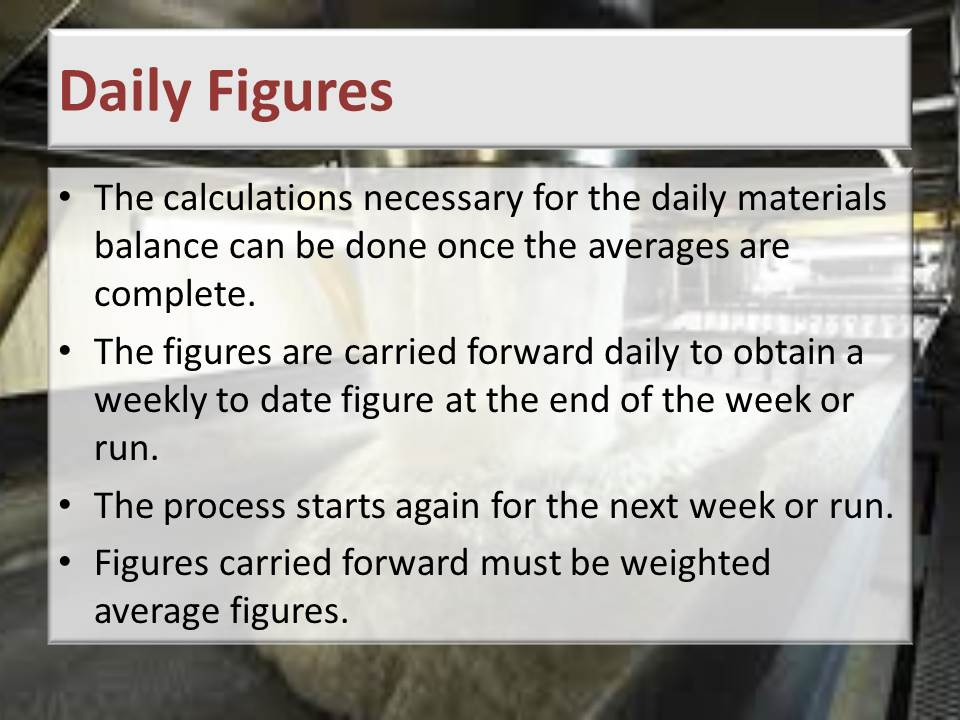 Daily Figures
• The calculations necessary for the daily materials
balance can be done once the averages are
complete.
• The figures are carried forward daily to obtain a
weekly to date figure at the end of the week or
run.
• The process starts again for the next week or run.
• Figures carried forward must be weighted
average figures.